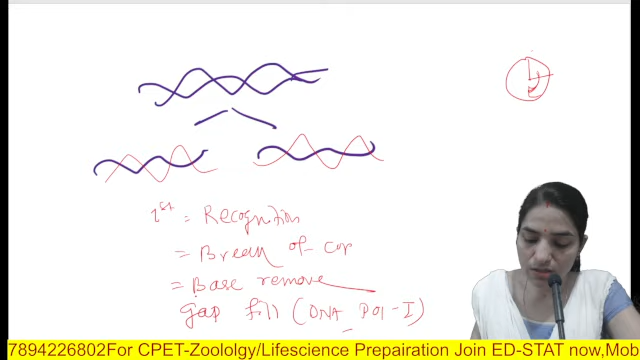 1st = Recognition
= Break of cop
= Base remove
gap fill (DNA POL-I)
7894226802For CPET-Zoololgy/Lifescience Prepairation Join ED-STAT now,Mob